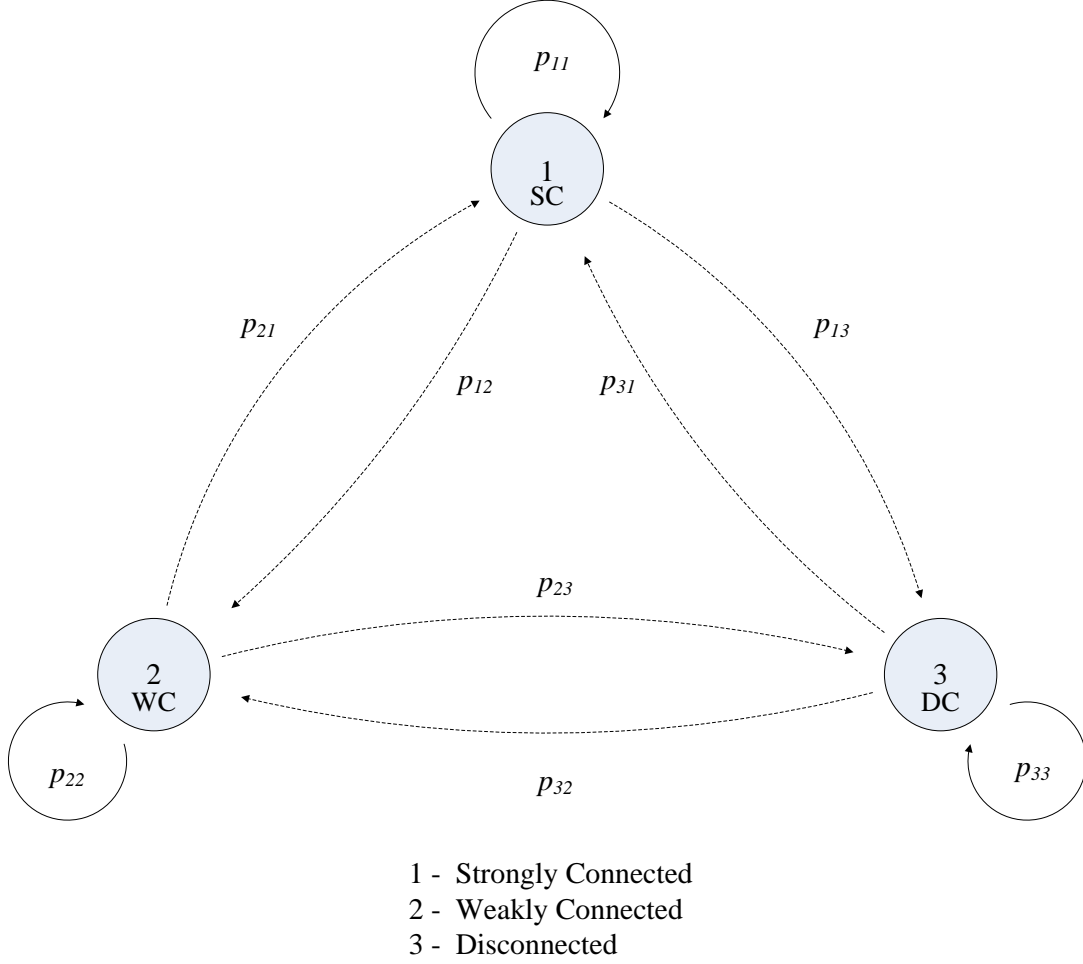 p11
1
SC
p21
p13
p12
p31
p23
2
WC
3
DC
p22
p33
p32
1 - Strongly Connected
2 - Weakly Connected
3 - Disconnected